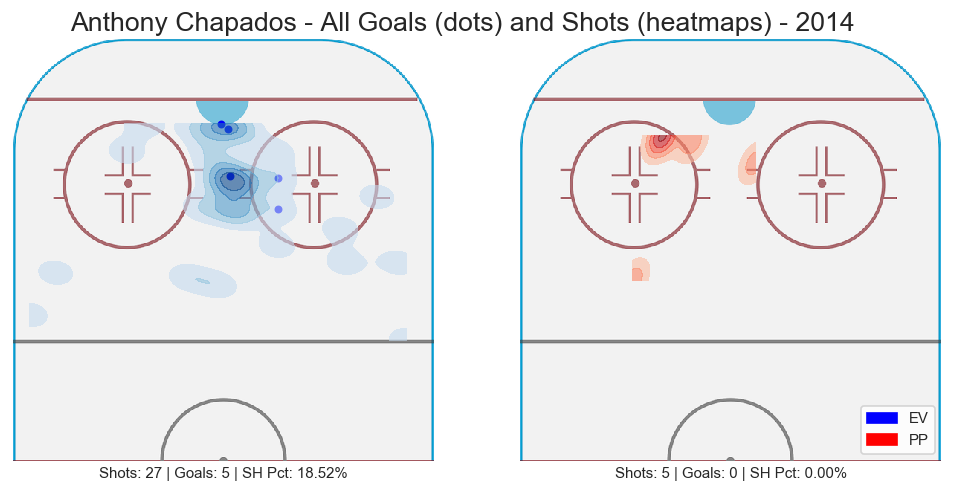 Anthony Chapados - All Goals (dots) and Shots (heatmaps) - 2014
EV
PP
Shots: 27 | Goals: 5 | SH Pct: 18.52%
Shots: 5 | Goals: 0 | SH Pct: 0.00%